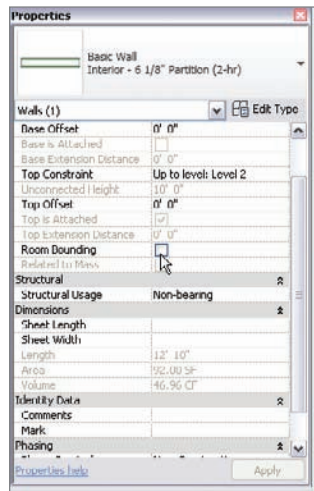 Properties
Basic Wall
Interior - 6 1/8" Partition (2-hr)
Walls (1) Edit Type
Base Offset 0' 0"
Base is Attached
Base Extension Distance 0' 0"
Top Constraint Up to level: Level 2
Unconnected Height 10' 0"
Top Offset 0' 0"
Top is Attached
Top Extension Distance 0' 0"
Room Bounding
Related to Mass
Structural
Structural Usage Non-bearing
Dimensions
Sheet Length
Sheet Width
Length 12' 10"
Area 92.00 SF
Volume 46.96 CF
Identity Data
Comments
Mark
Phasing
Properties help Apply